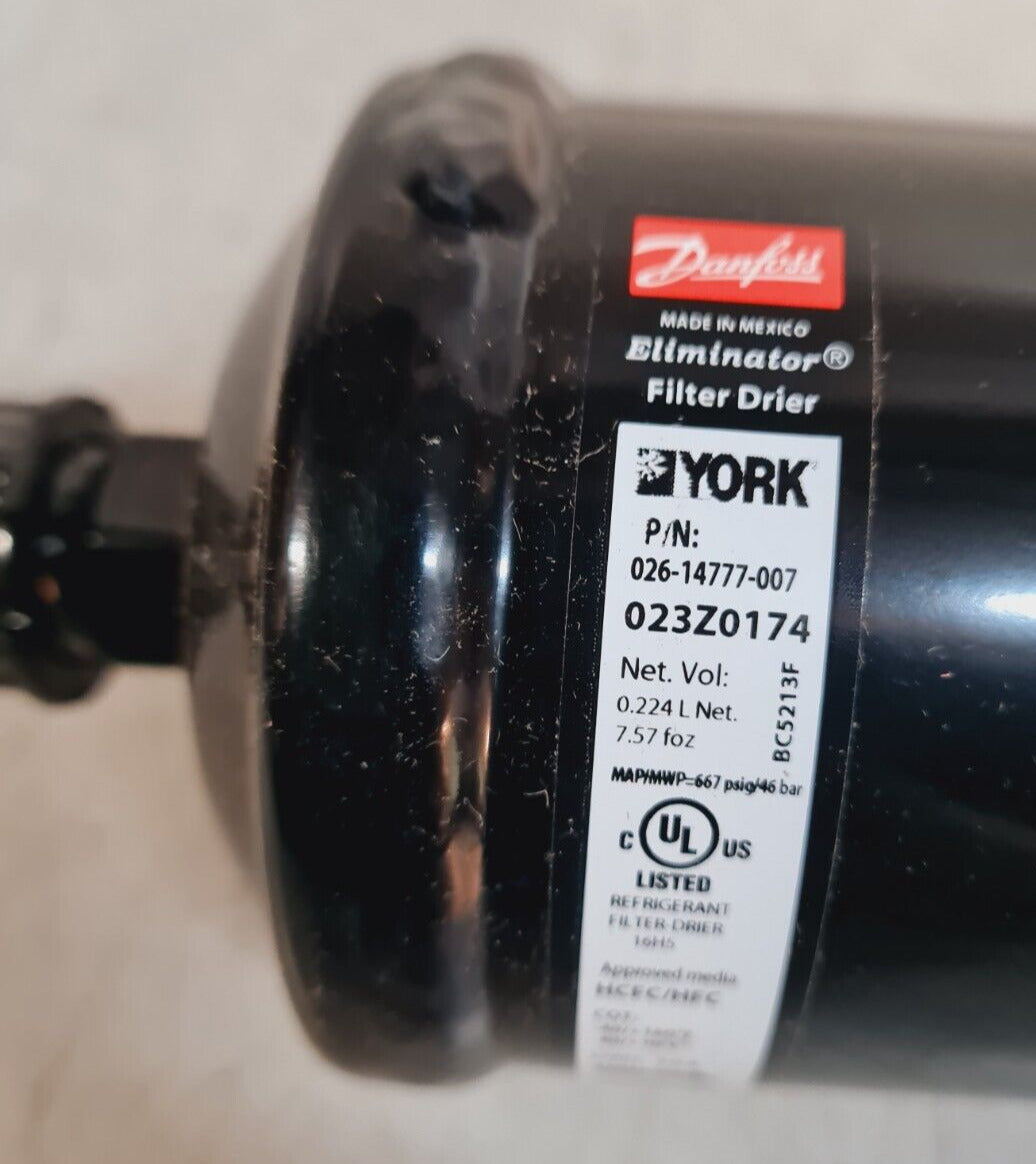 Danfoss
MADE IN MEXICO
Eliminator®
Filter Drier
YORK
P/N:
026-14777-007
023Z0174
Net. Vol:
0.224 L Net.
7.57 foz
BC5213F
MAP/MWP=667 psig/46 bar
C UL US
LISTED
REFRIGERANT
FILTER-DRIER
16H5
Approved media
HCFC/HFC